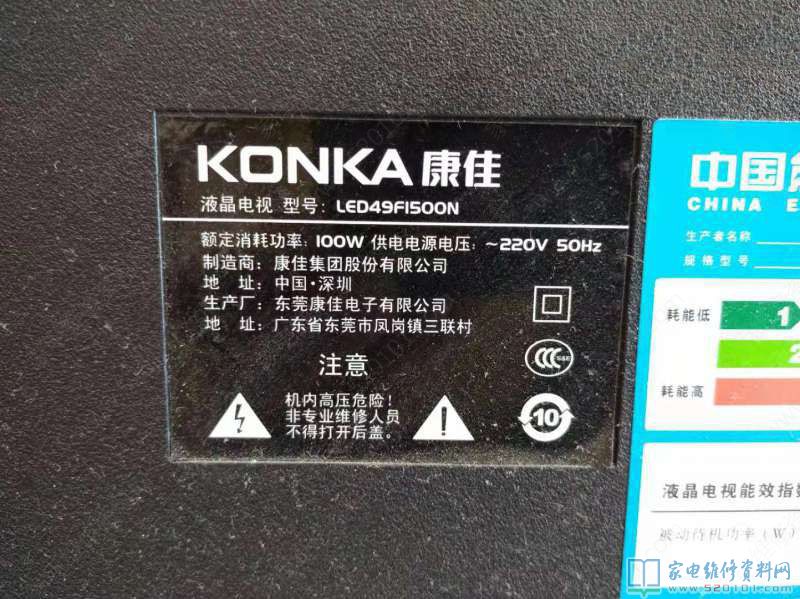 KONKA 康佳
液晶电视 型号: LED49F1500N
额定消耗功率: 100W 供电电源电压: ~220V 50Hz
制造商: 康佳集团股份有限公司
地 址: 中国·深圳
生产厂: 东莞康佳电子有限公司
地 址: 广东省东莞市凤岗镇三联村
注意
机内高压危险!
非专业维修人员
不得打开后盖。
CCC
10
中国
CHINA E
生产者名称
规格型号
耗能低
1
2
耗能高
液晶电视能效指数
被动待机功率(W)
家电维修资料网
www.520101.com